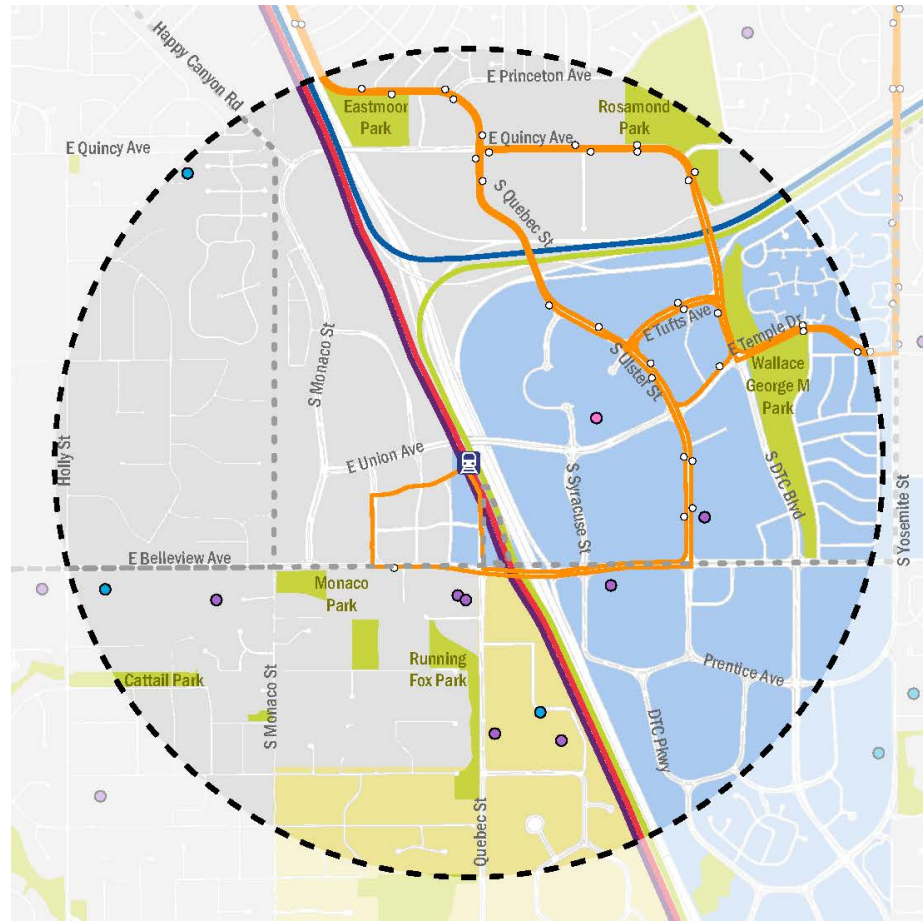 Happy Canyon Rd
E Princeton Ave
Eastmoor
Park
Rosamond
Park
E Quincy Ave
E Quincy Ave
S Quebec St
S Monaco St
E Tufts Ave
E Temple Dr
S Ulster St
Wallace
George M
Park
E Union Ave
Holly St
S Syracuse St
S DTC Blvd
S Yosemite St
E Belleview Ave
Monaco
Park
Running
Fox Park
Prentice Ave
Cattail Park
S Monaco St
DTC Pkwy
Quebec St